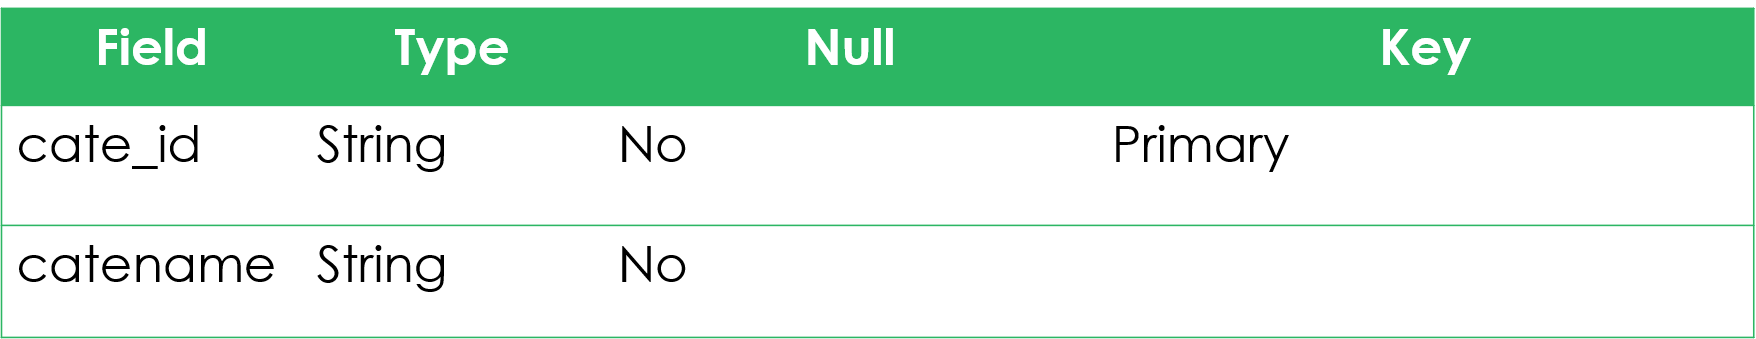 Field Type Null Key
cate_id String No Primary
catename String No